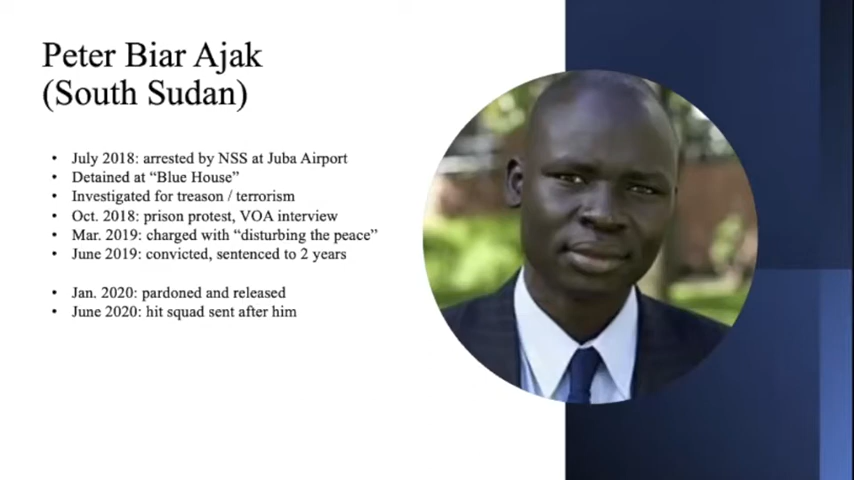 Peter Biar Ajak
(South Sudan)
• July 2018: arrested by NSS at Juba Airport
• Detained at “Blue House”
• Investigated for treason / terrorism
• Oct. 2018: prison protest, VOA interview
• Mar. 2019: charged with “disturbing the peace”
• June 2019: convicted, sentenced to 2 years
• Jan. 2020: pardoned and released
• June 2020: hit squad sent after him